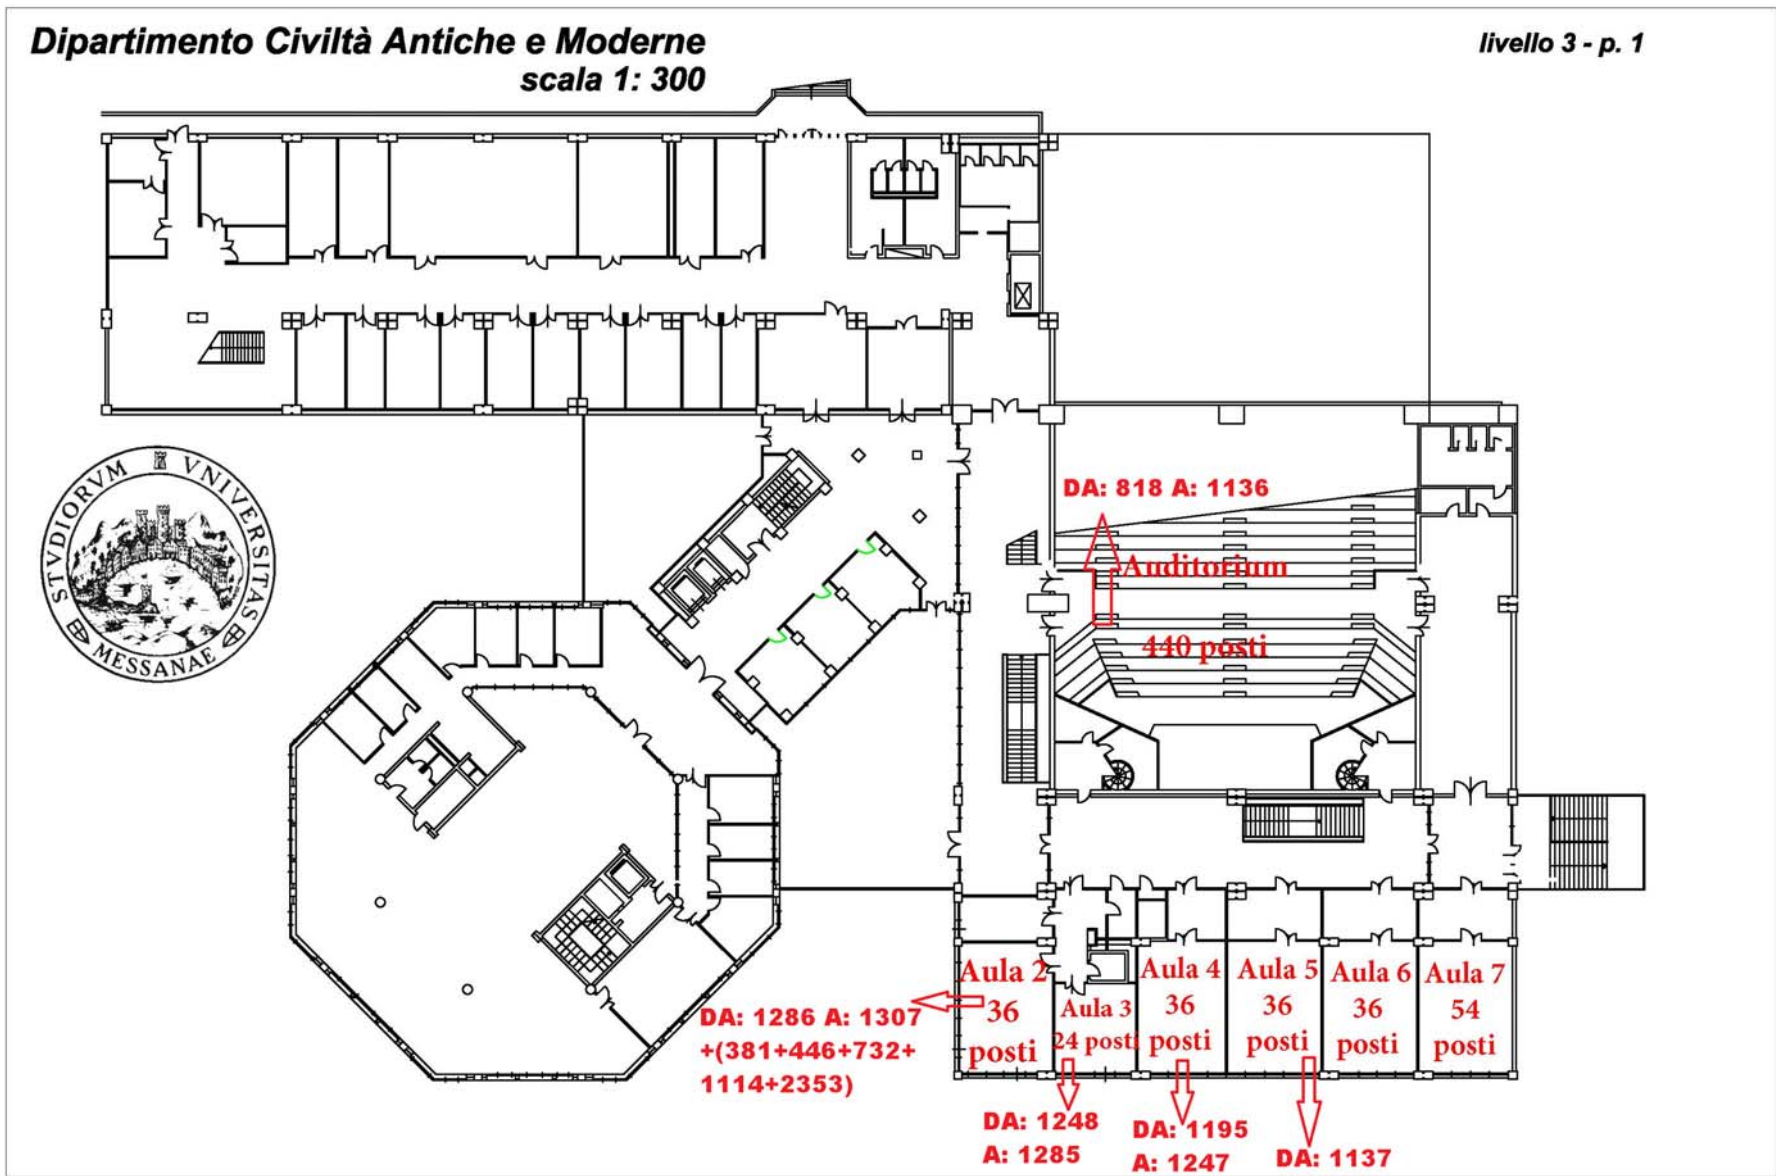 Dipartimento Civiltà Antiche e Moderne
scala 1: 300
livello 3 - p. 1
STVDIORVM VNIVERSITAS
MESSANAE
DA: 818 A: 1136
Auditorium
440 posti
Aula 2
36
posti
Aula 3
24 posti
Aula 4
36
posti
Aula 5
36
posti
Aula 6
36
posti
Aula 7
54
posti
DA: 1286 A: 1307
+(381+446+732+
1114+2353)
DA: 1248
A: 1285
DA: 1195
A: 1247
DA: 1137